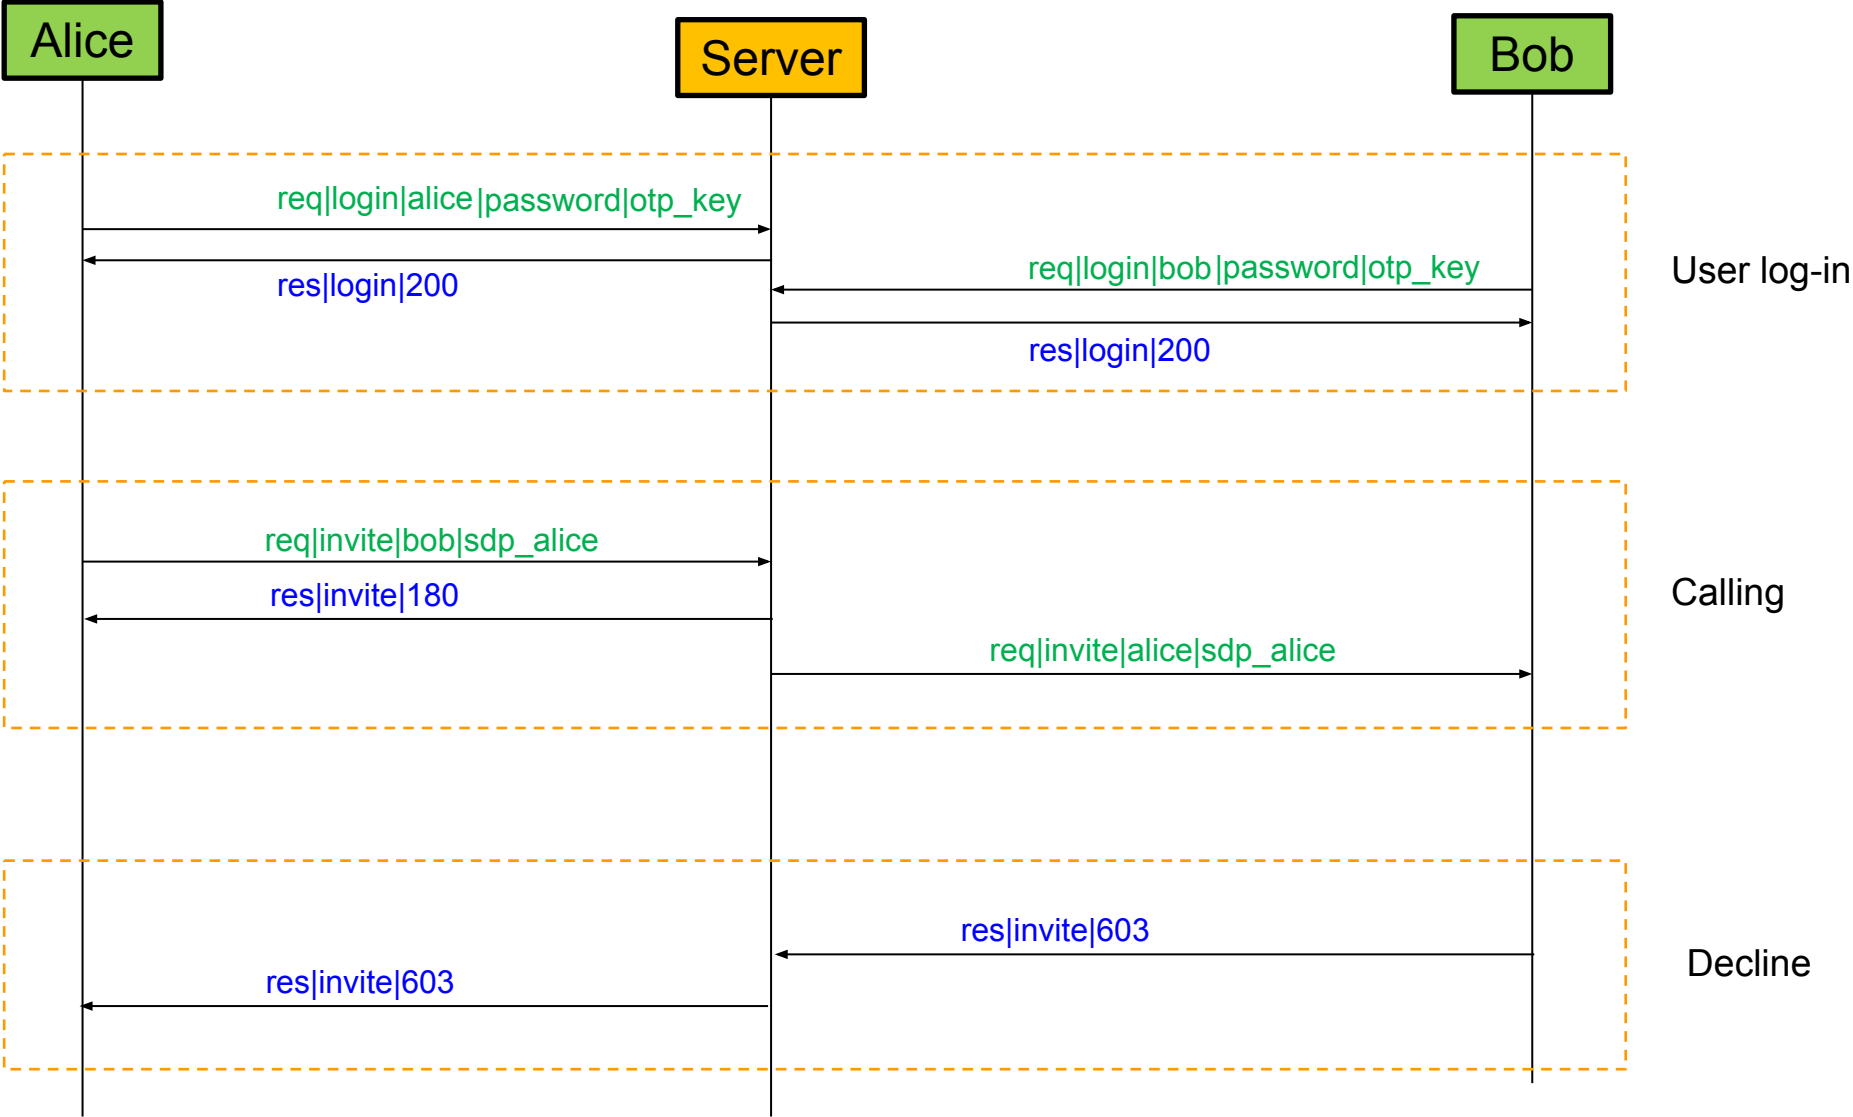 Alice
Server
Bob
req|login|alice|password|otp_key
res|login|200
req|login|bob|password|otp_key
res|login|200
User log-in
req|invite|bob|sdp_alice
res|invite|180
req|invite|alice|sdp_alice
Calling
res|invite|603
res|invite|603
Decline